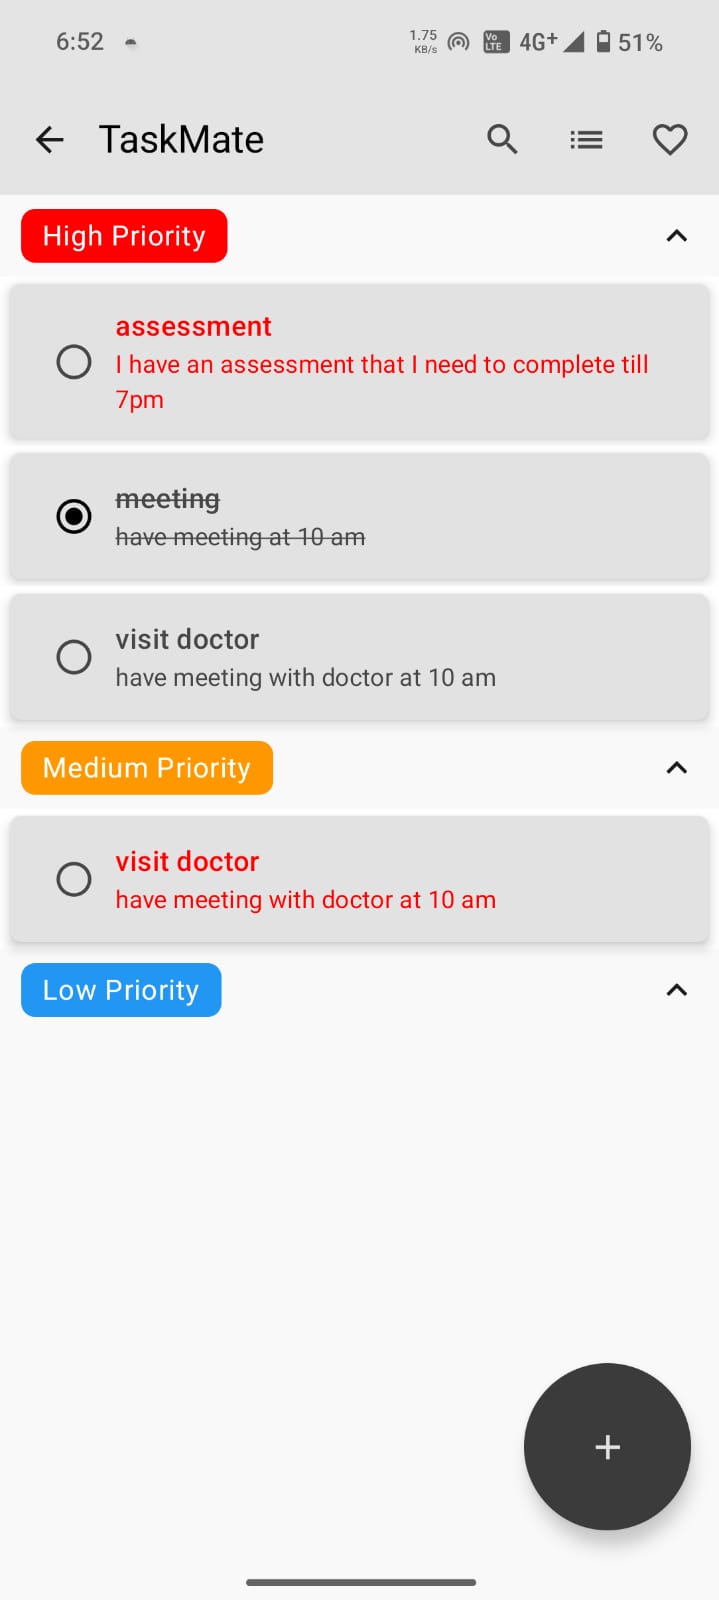 6:52 1.75 KB/s Vo LTE 4G+ 51%
TaskMate
High Priority
assessment
I have an assessment that I need to complete till
7pm
meeting
have meeting at 10 am
visit doctor
have meeting with doctor at 10 am
Medium Priority
visit doctor
have meeting with doctor at 10 am
Low Priority
+